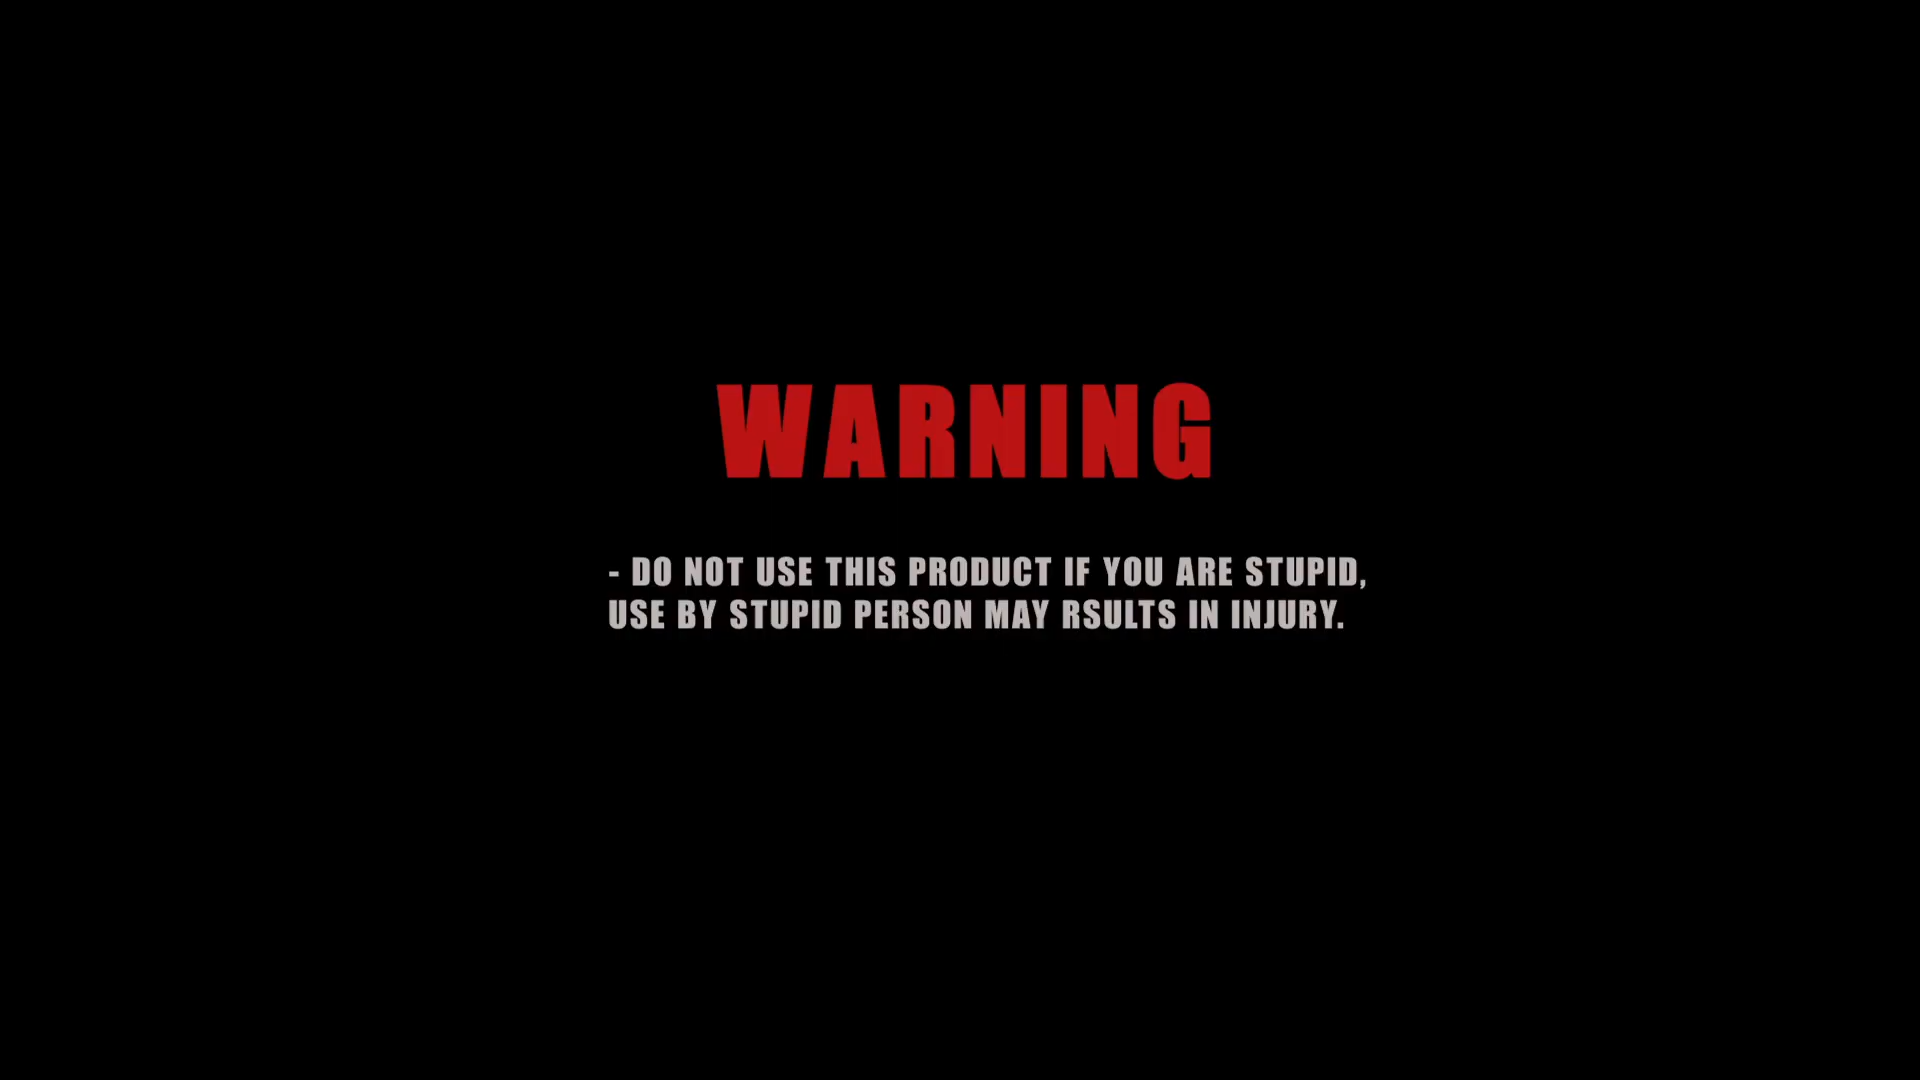 WARNING
- DO NOT USE THIS PRODUCT IF YOU ARE STUPID,
USE BY STUPID PERSON MAY RSULTS IN INJURY.